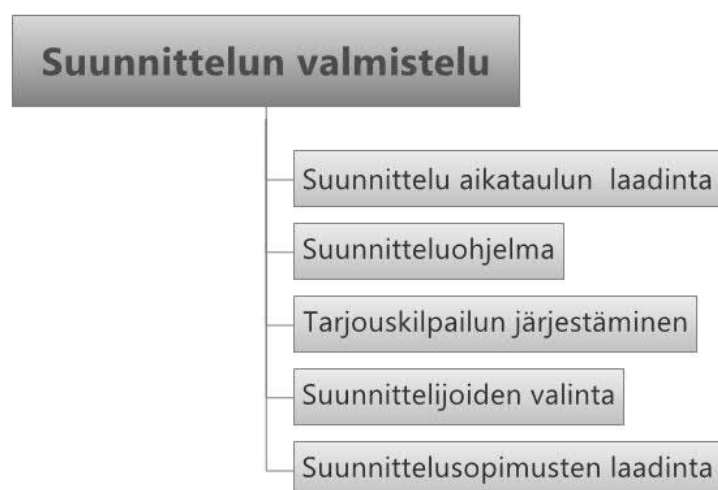 Suunnittelun valmistelu
Suunnittelu aikataulun laadinta
Suunnitteluohjelma
Tarjouskilpailun järjestäminen
Suunnittelijoiden valinta
Suunnittelusopimusten laadinta